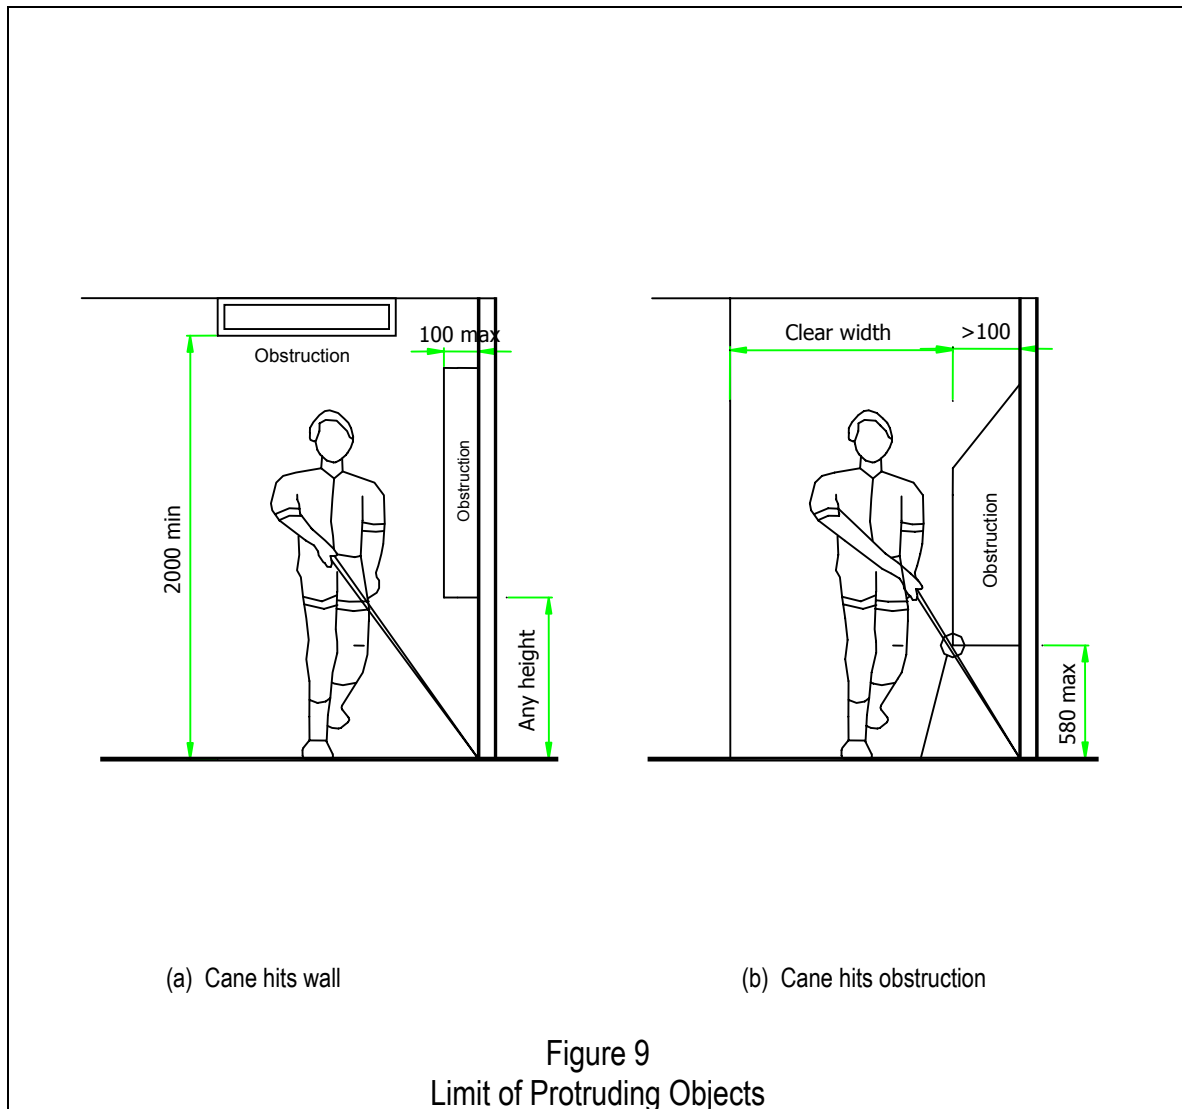 100 max
Obstruction
Obstruction
2000 min
Any height
Clear width
>100
Obstruction
580 max
(a) Cane hits wall
(b) Cane hits obstruction
Figure 9
Limit of Protruding Objects